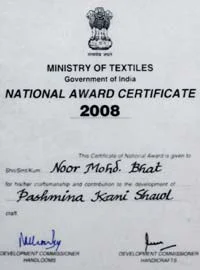 MINISTRY OF TEXTILES
Government of India
NATIONAL AWARD CERTIFICATE
2008
This Certificate of National Award is given to
Shri/Smt/Kum. Noor Mohd. Bhat
for his/her craftsmanship and contribution to the development of
Pashmina Kani Shawl
craft.
DEVELOPMENT COMMISSIONER DEVELOPMENT COMMISSIONER
HANDLOOMS HANDICRAFTS